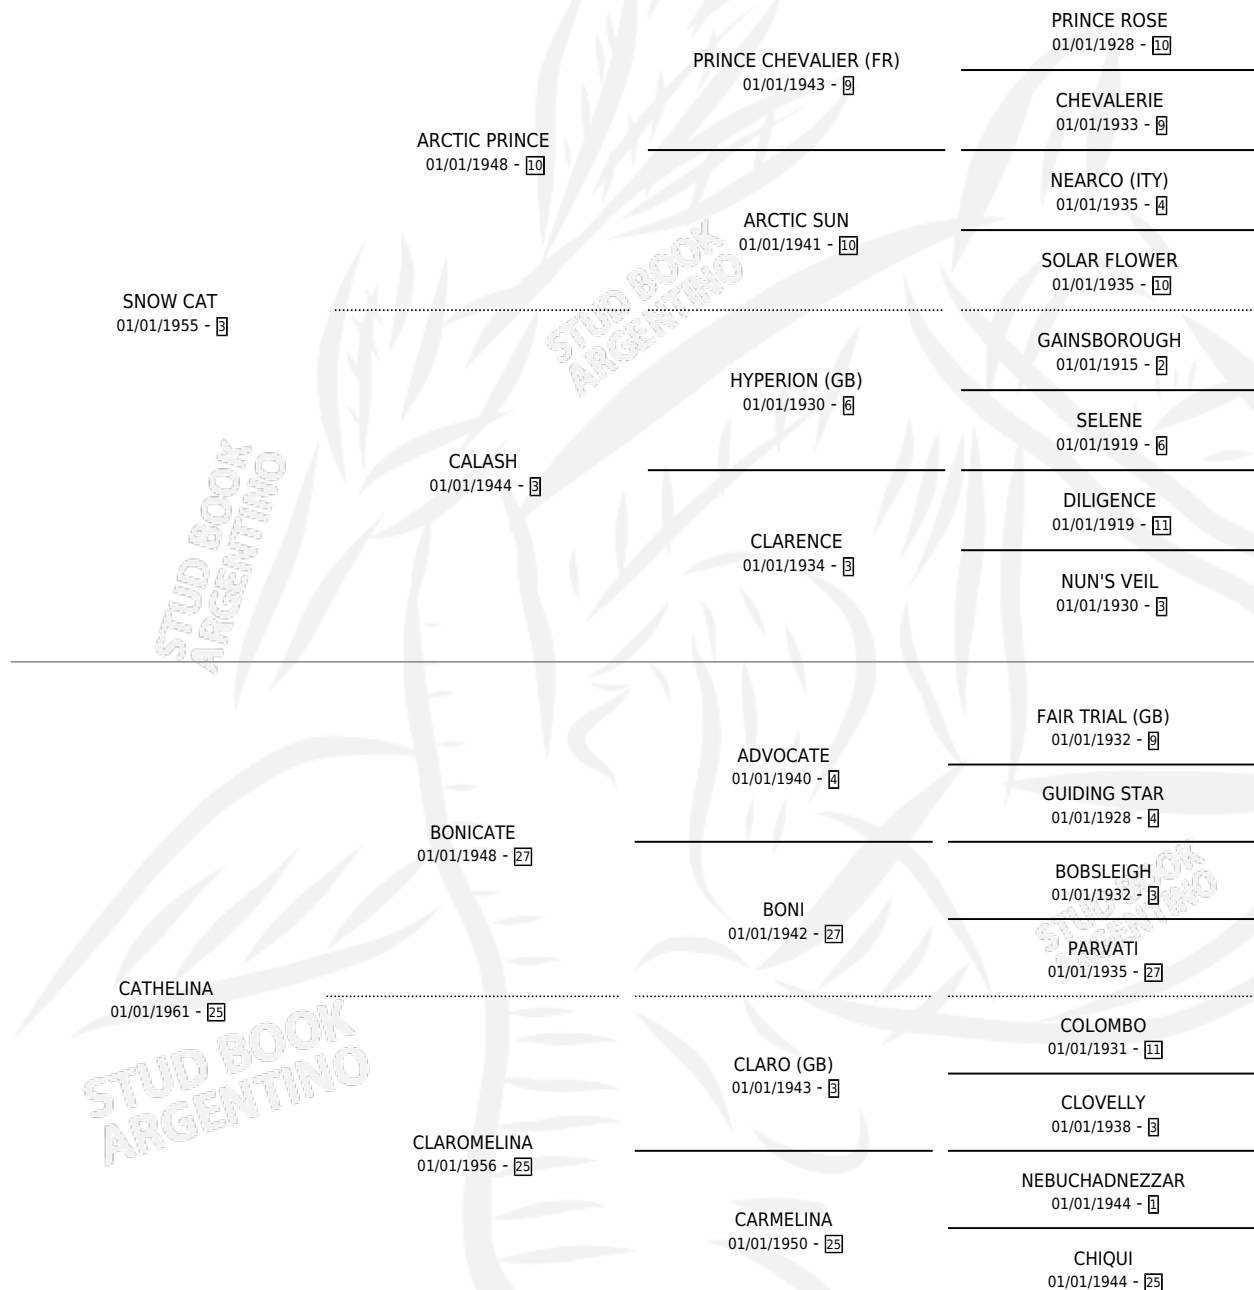 PRINCE ROSE
01/01/1928 - 10
PRINCE CHEVALIER (FR)
01/01/1943 - 9
CHEVALERIE
01/01/1933 - 9
ARCTIC PRINCE
01/01/1948 - 10
NEARCO (ITY)
01/01/1935 - 4
ARCTIC SUN
01/01/1941 - 10
SOLAR FLOWER
01/01/1935 - 10
SNOW CAT
01/01/1955 - 3
GAINSBOROUGH
01/01/1915 - 2
HYPERION (GB)
01/01/1930 - 6
SELENE
01/01/1919 - 6
CALASH
01/01/1944 - 3
DILIGENCE
01/01/1919 - 11
CLARENCE
01/01/1934 - 3
NUN'S VEIL
01/01/1930 - 3
FAIR TRIAL (GB)
01/01/1932 - 9
ADVOCATE
01/01/1940 - 4
GUIDING STAR
01/01/1928 - 4
BONICATE
01/01/1948 - 27
BOBSLEIGH
01/01/1932 - 3
BONI
01/01/1942 - 27
PARVATI
01/01/1935 - 27
CATHELINA
01/01/1961 - 25
COLOMBO
01/01/1931 - 11
CLARO (GB)
01/01/1943 - 3
CLOVELLY
01/01/1938 - 3
CLAROMELINA
01/01/1956 - 25
NEBUCHADNEZZAR
01/01/1944 - 1
CARMELINA
01/01/1950 - 25
CHIQUI
01/01/1944 - 25
STUD BOOK
ARGENTINO
STUD BOOK
ARGENTINO
STUD BOOK
ARGENTINO
STUD BOOK
ARGENTINO